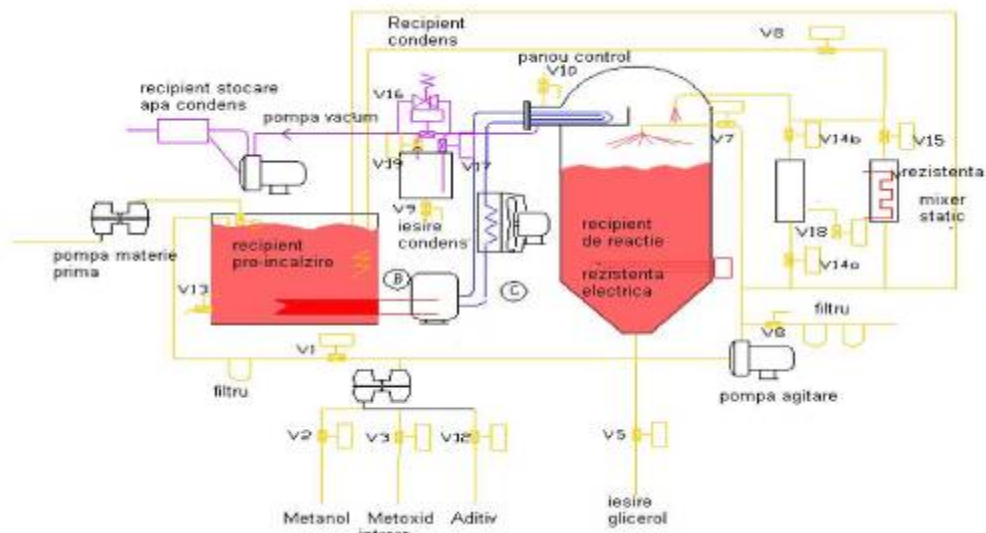 Recipient
condens
V8
panou control
V10
recipient stocare
apa condens
V16
pompa vacum
V7
V14b
V15
V19
V17
rezistenta
mixer
static
V9
iesire
condens
recipient
de reactie
V18
recipient
pre-incalzire
pompa materie
prima
B
C
rezistenta
electrica
V14a
V13
filtru
V6
V1
filtru
pompa agitare
V2
V3
V12
V5
Metanol Metoxid Aditiv
iesire
glicerol